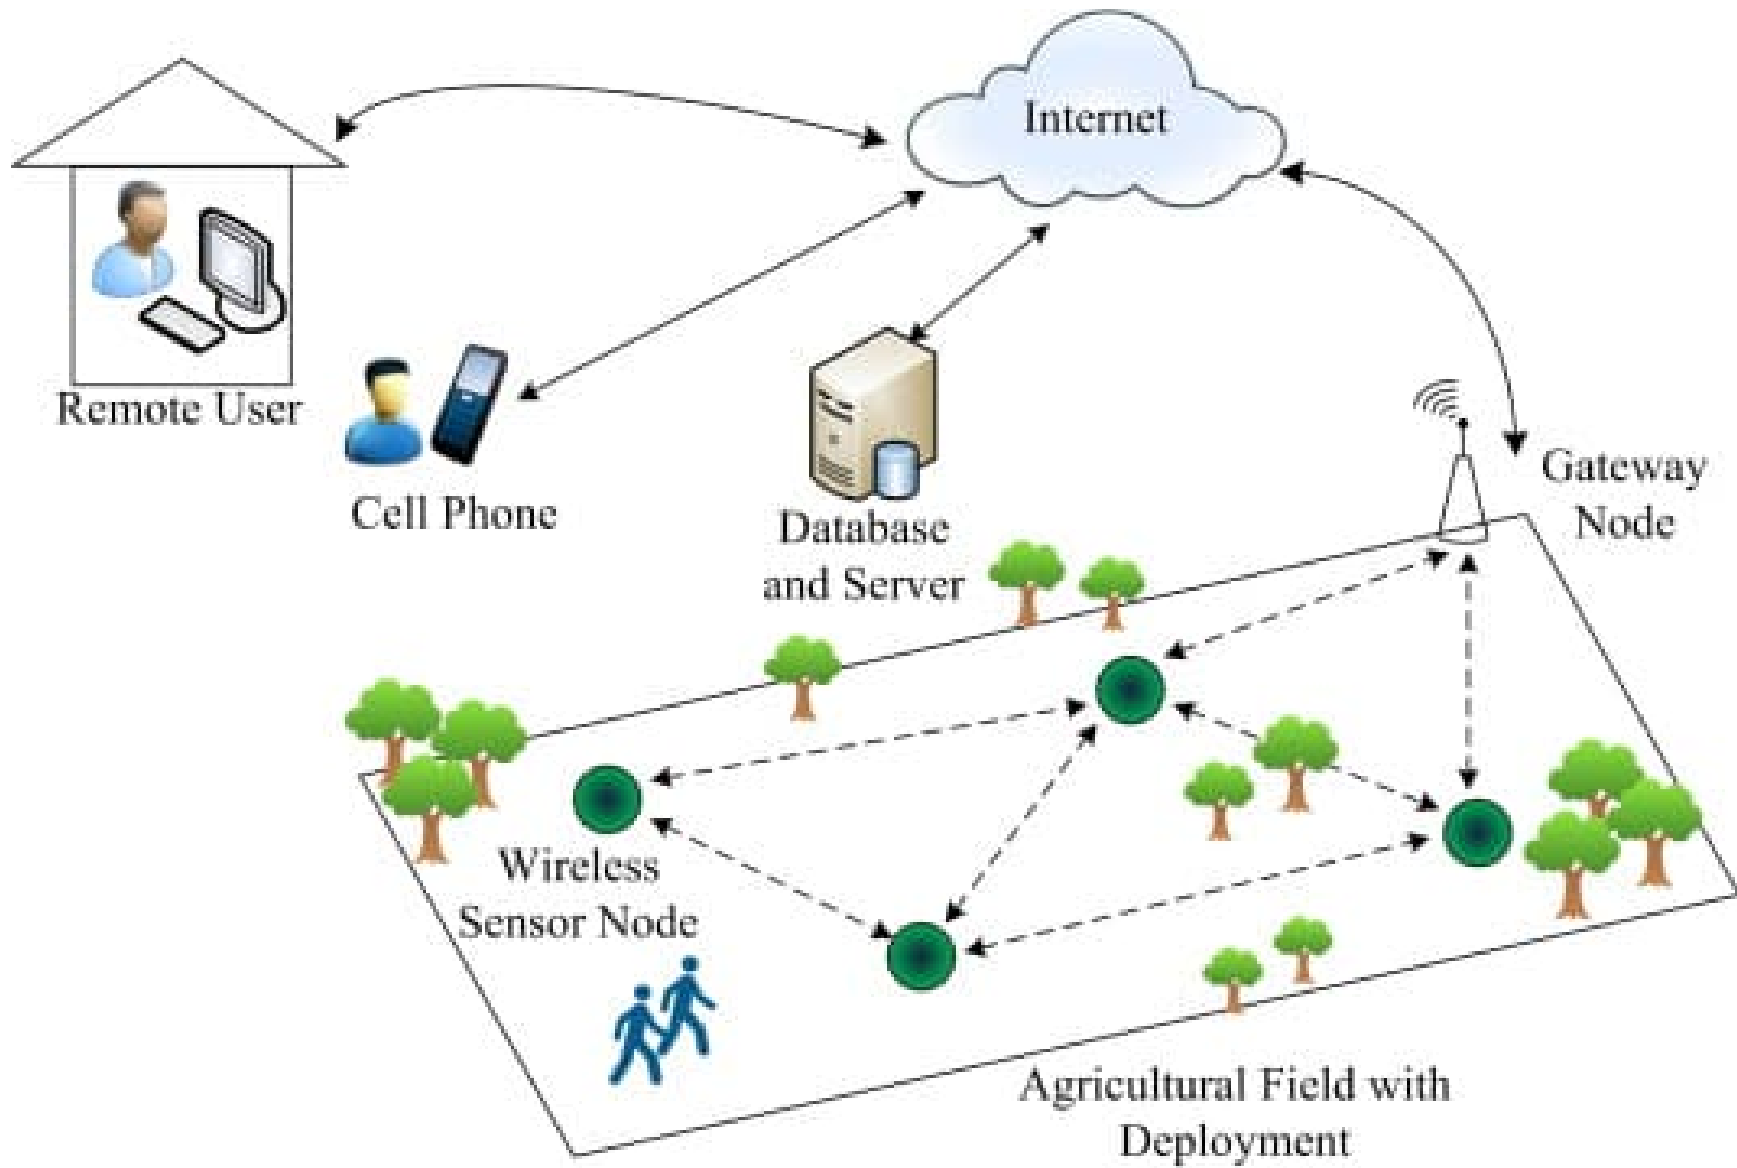 Internet
Remote User
Cell Phone
Database
and Server
Gateway
Node
Wireless
Sensor Node
Agricultural Field with
Deployment